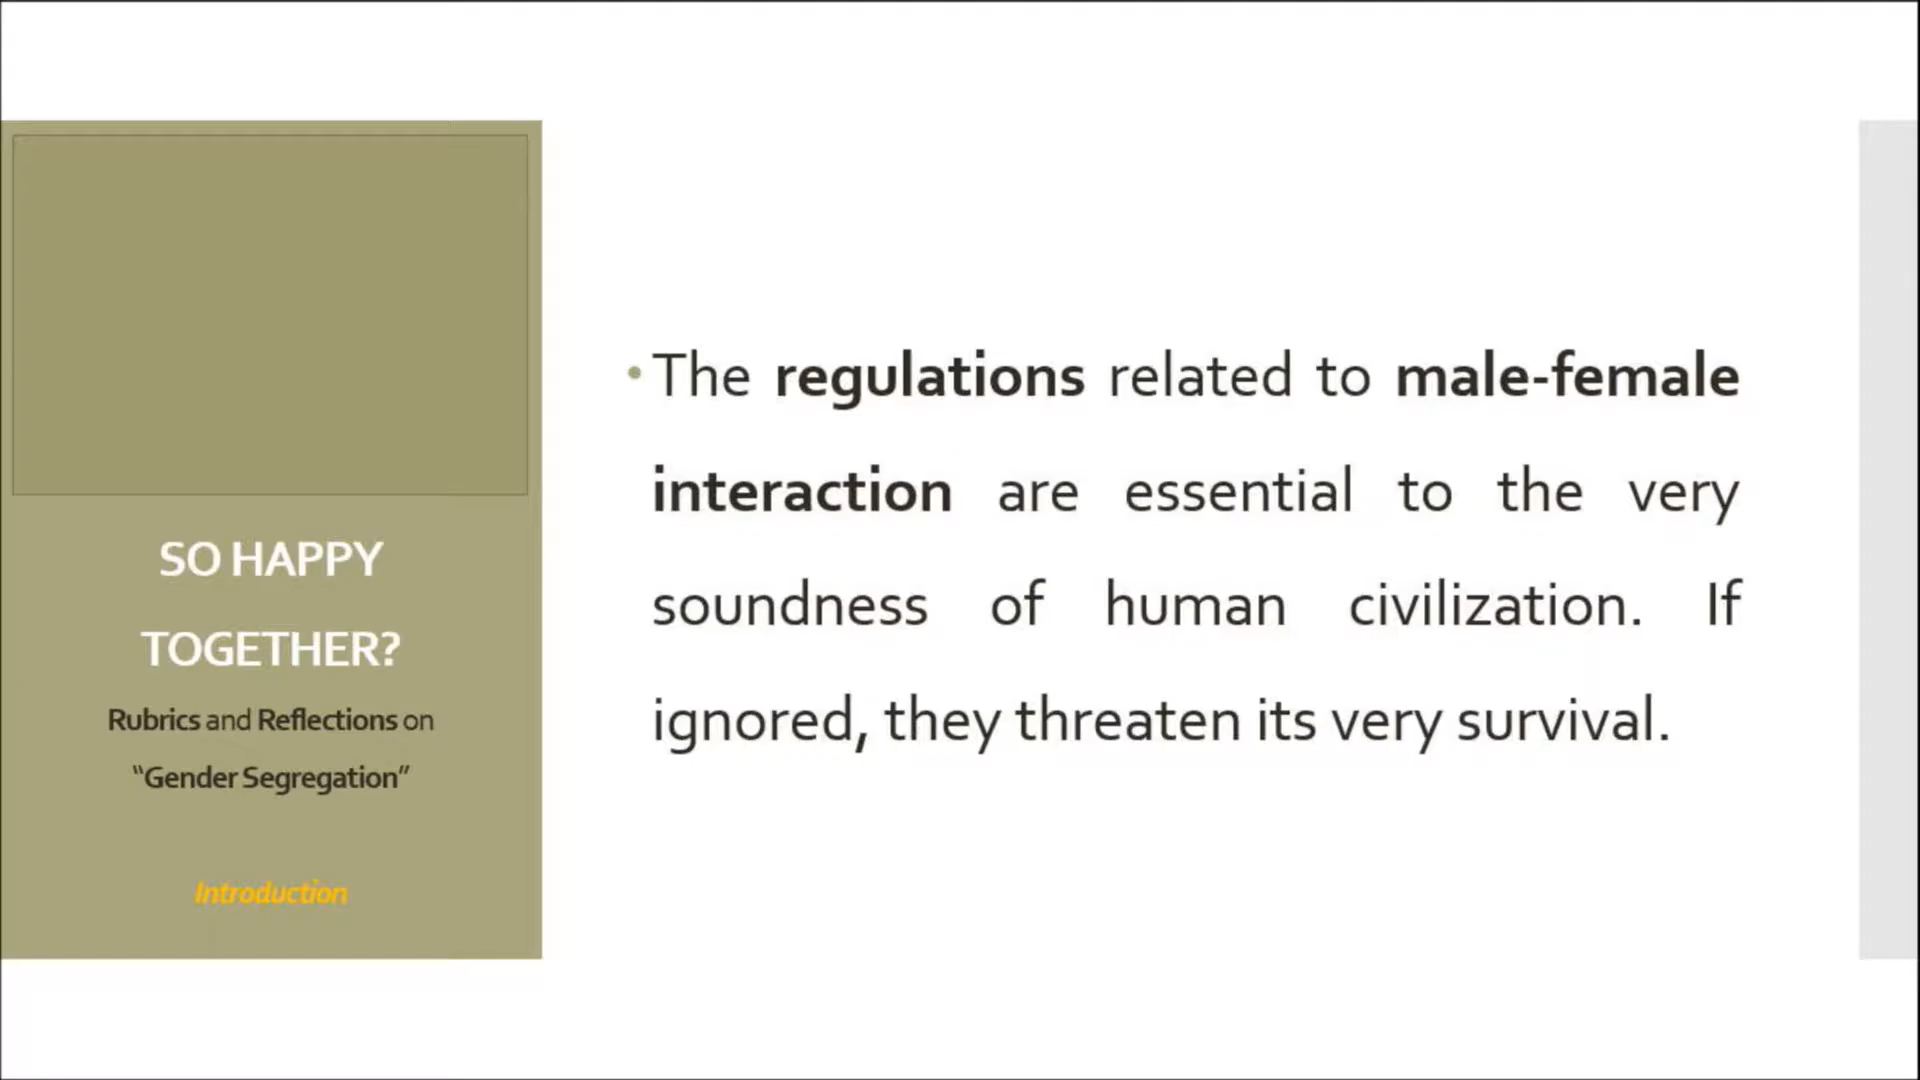 SO HAPPY
TOGETHER?
Rubrics and Reflections on
“Gender Segregation”
Introduction
• The regulations related to male-female
interaction are essential to the very
soundness of human civilization. If
ignored, they threaten its very survival.